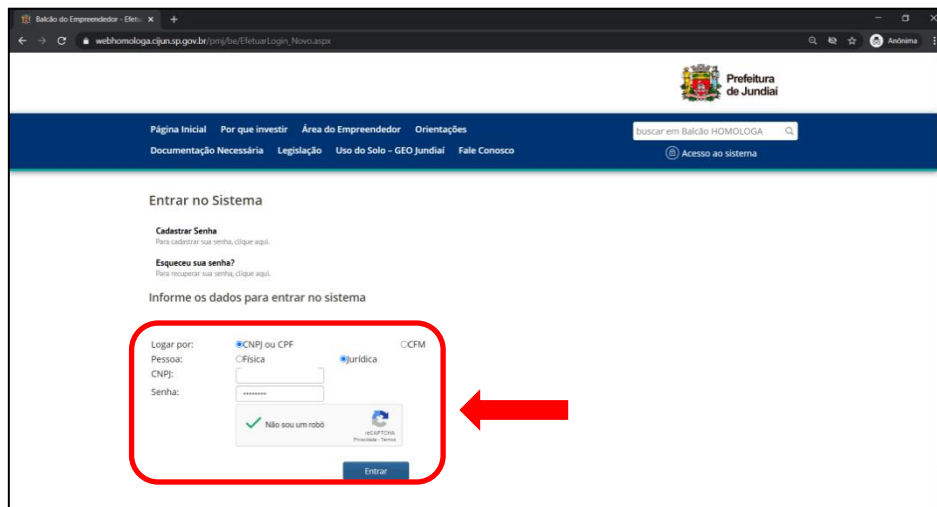 Balcão do Empreendedor - Efetu
webhomologa.cijun.sp.gov.br/pmj/be/EfetuarLogin_Novo.aspx
Anônima
Prefeitura
de Jundiaí
Página Inicial Por que investir Área do Empreendedor Orientações
buscar em Balcão HOMOLOGA
Documentação Necessária Legislação Uso do Solo – GEO Jundiaí Fale Conosco
Acesso ao sistema
Entrar no Sistema
Cadastrar Senha
Para cadastrar sua senha, clique aqui.
Esqueceu sua senha?
Para recuperar sua senha, clique aqui.
Informe os dados para entrar no sistema
Logar por: CNPJ ou CPF CFM
Pessoa: Física Jurídica
CNPJ:
Senha: ••••••••
Não sou um robô
reCAPTCHA
Privacidade - Termos
Entrar